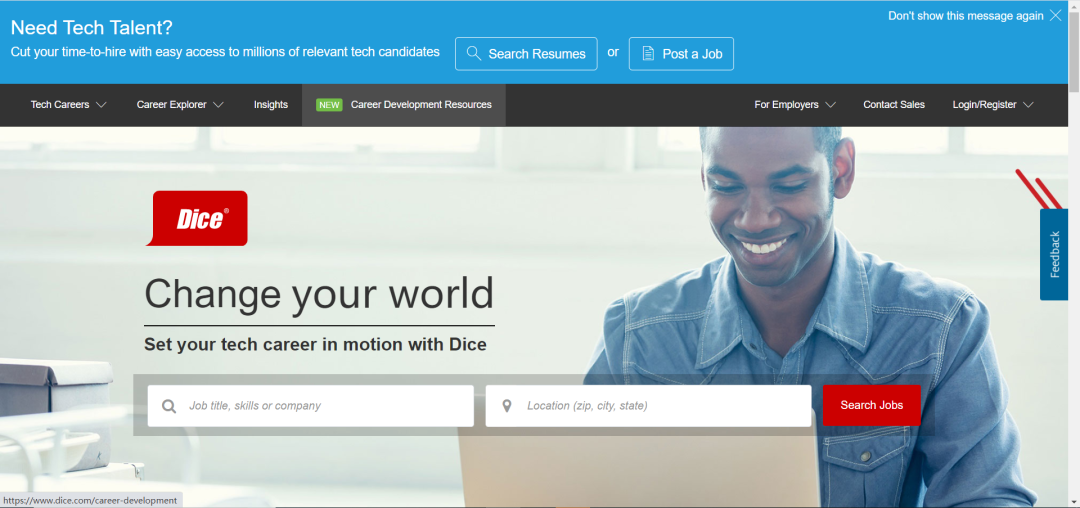 Need Tech Talent?
Don't show this message again
Cut your time-to-hire with easy access to millions of relevant tech candidates
Search Resumes
or
Post a Job
Tech Careers
Career Explorer
Insights
NEW
Career Development Resources
For Employers
Contact Sales
Login/Register
Dice®
Feedback
Change your world
Set your tech career in motion with Dice
Job title, skills or company
Location (zip, city, state)
Search Jobs
https://www.dice.com/career-development